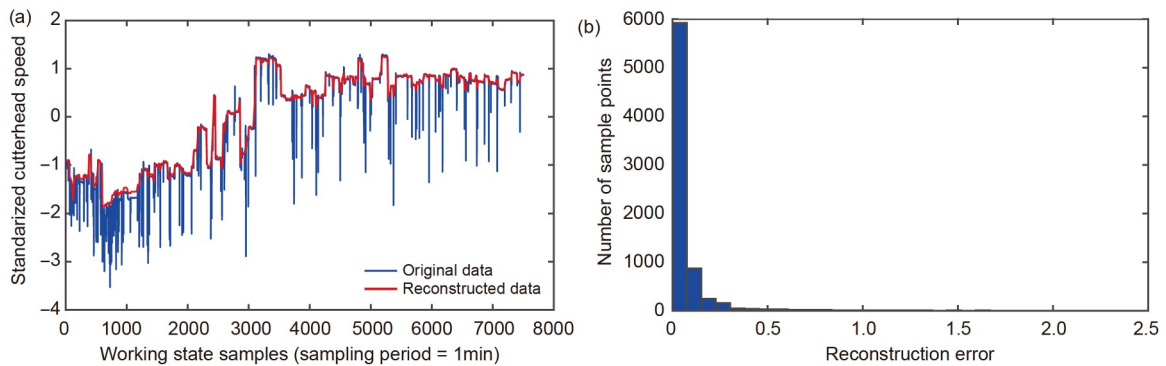 (a)
Standarized cutterhead speed
2
1
0
−1
−2
−3
−4
Original data
Reconstructed data
0 1000 2000 3000 4000 5000 6000 7000 8000
Working state samples (sampling period = 1min)
(b)
Number of sample points
6000
5000
4000
3000
2000
1000
0
0 0.5 1.0 1.5 2.0 2.5
Reconstruction error